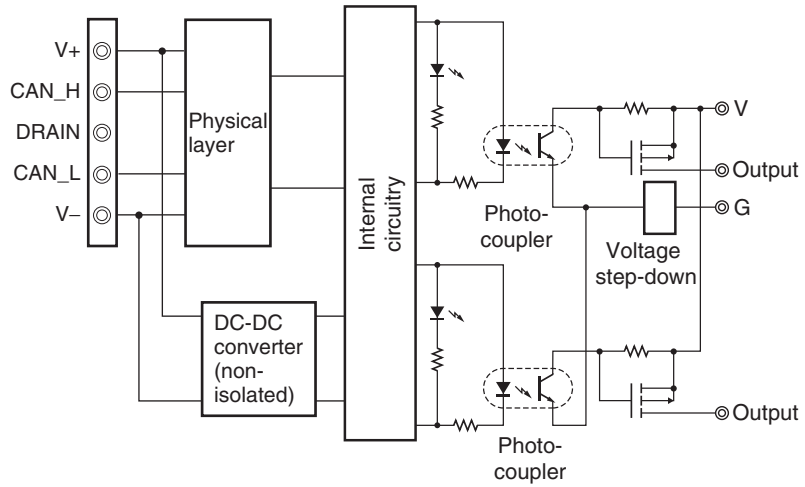 V+
CAN_H
DRAIN
CAN_L
V–
Physical
layer
DC-DC
converter
(non-
isolated)
Internal
circuitry
Photo-
coupler
V
Output
G
Voltage
step-down
Photo-
coupler
Output